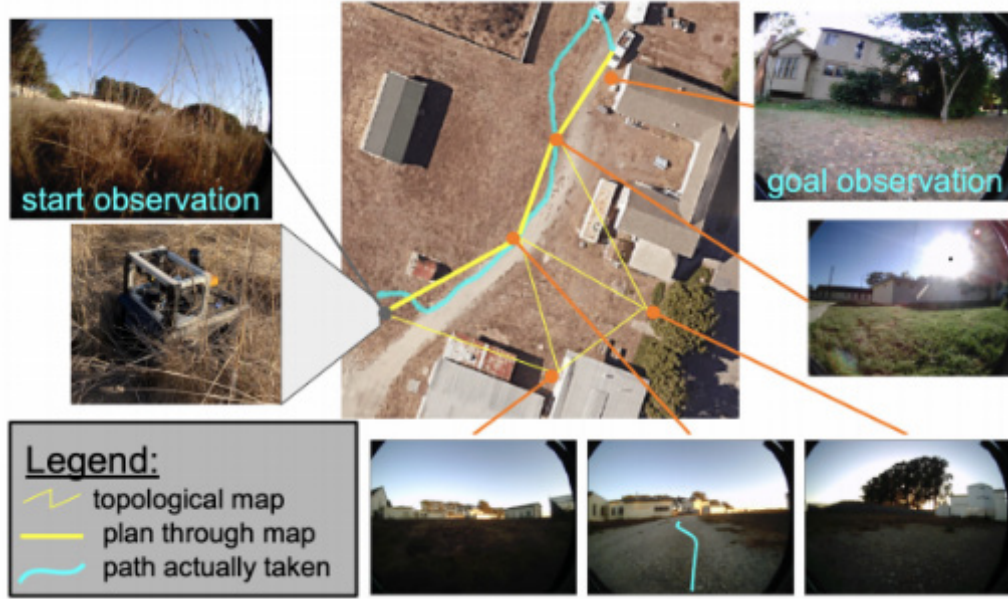 start observation
goal observation
Legend:
topological map
plan through map
path actually taken